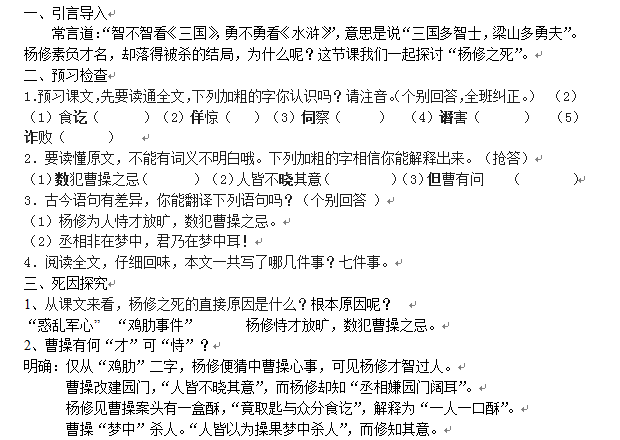 一、引言导入
常言道：“智不智看《三国》，勇不勇看《水浒》”，意思是说“三国多智士，梁山多勇夫”。
杨修素负才名，却落得被杀的结局，为什么呢？这节课我们一起探讨“杨修之死”。
二、预习检查
1.预习课文，先要读通全文，下列加粗的字你认识吗？请注音。（个别回答，全班纠正。） （2）
（1）食讫（ ）（2）佯惊（ ）（3）伺察（ ） （4）谮害（ ） （5）
诈败（ ）
2．要读懂原文，不能有词义不明白哦。下列加粗的字相信你能解释出来。（抢答）
（1）数犯曹操之忌（ ）（2）人皆不晓其意（ ）（3）但曹有问 （ ）
3．古今语句有差异，你能翻译下列语句吗？（个别回答 ）
（1）杨修为人恃才放旷，数犯曹操之忌。
（2）丞相非在梦中，君乃在梦中耳！
4．阅读全文，仔细回味，本文一共写了哪几件事？七件事。
三、死因探究
1、从课文来看，杨修之死的直接原因是什么？根本原因呢？
“惑乱军心” “鸡肋事件” 杨修恃才放旷，数犯曹操之忌。
2、曹操有何“才”可“恃”？
明确：仅从“鸡肋”二字，杨修便猜中曹操心事，可见杨修才智过人。
曹操改建园门，“人皆不晓其意”，而杨修却知“丞相嫌园门阔耳”。
杨修见曹操案头有一盒酥，“竟取匙与众分食讫”，解释为“一人一口酥”。
曹操“梦中”杀人。“人皆以为操果梦中杀人”，而修知其意。